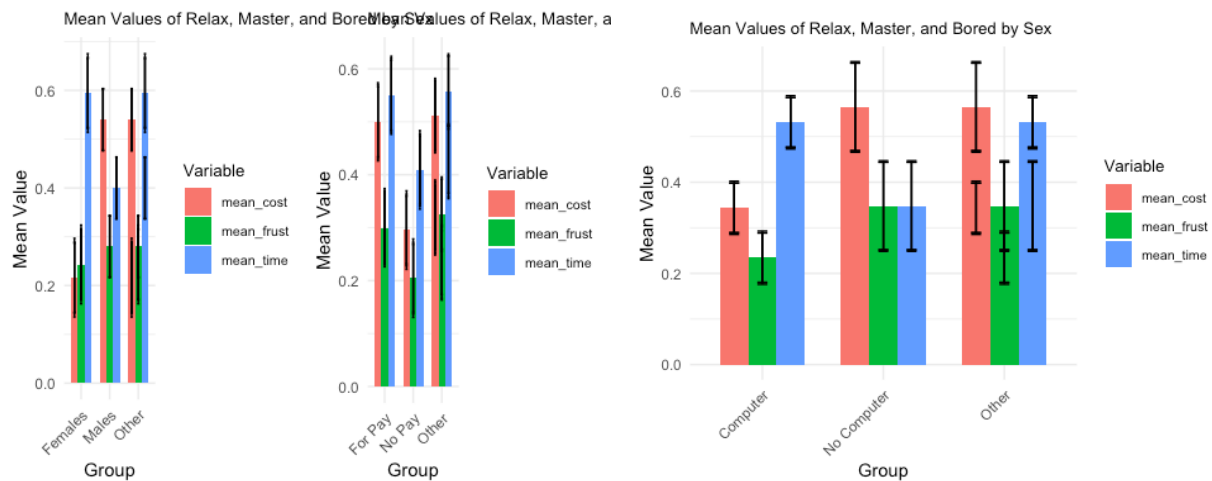 Mean Values of Relax, Master, and Bored by Sex
Mean Value
0.6
0.4
0.2
0.0
Females
Males
Other
Group
Variable
mean_cost
mean_frust
mean_time
Mean Values of Relax, Master, a
Mean Value
0.6
0.4
0.2
0.0
For Pay
No Pay
Other
Group
Variable
mean_cost
mean_frust
mean_time
Mean Values of Relax, Master, and Bored by Sex
Mean Value
0.6
0.4
0.2
0.0
Computer
No Computer
Other
Group
Variable
mean_cost
mean_frust
mean_time